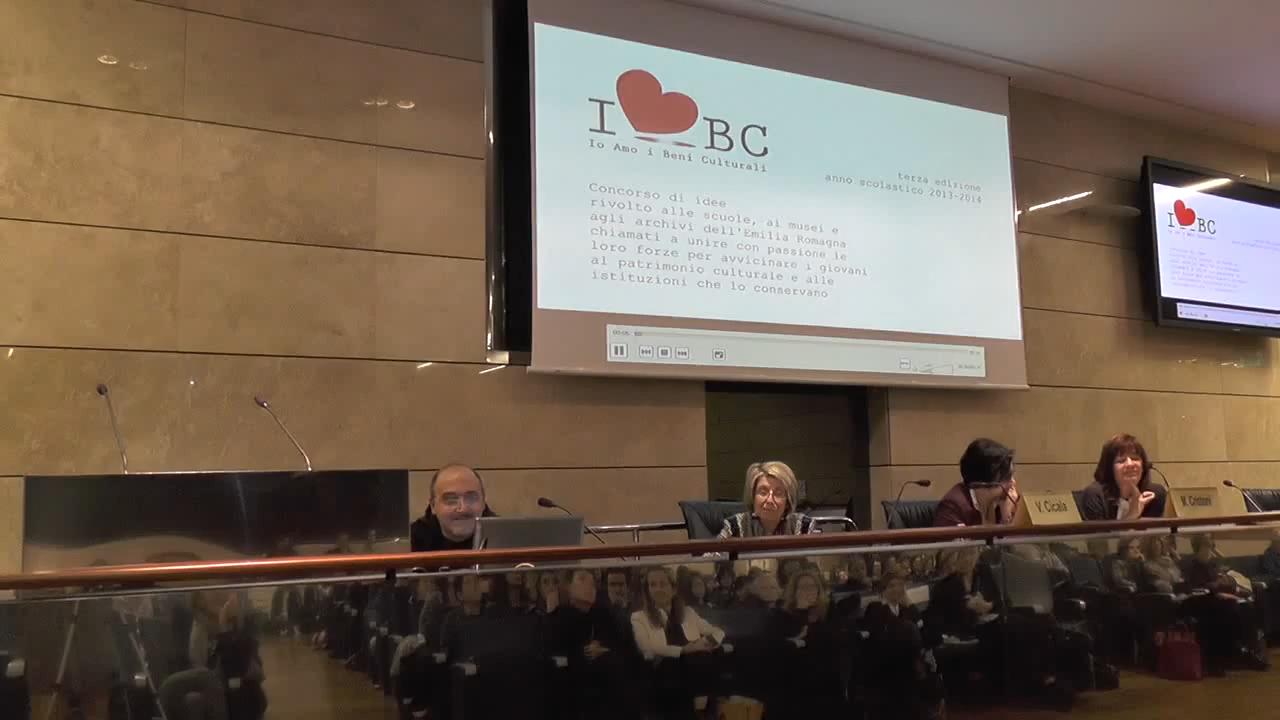 I BC
Io Amo i Beni Culturali
terza edizione
anno scolastico 2013-2014
Concorso di idee
rivolto alle scuole, ai musei e
agli archivi dell'Emilia Romagna
chiamati a unire con passione le
loro forze per avvicinare i giovani
al patrimonio culturale e alle
istituzioni che lo conservano
I BC
V. Cicala